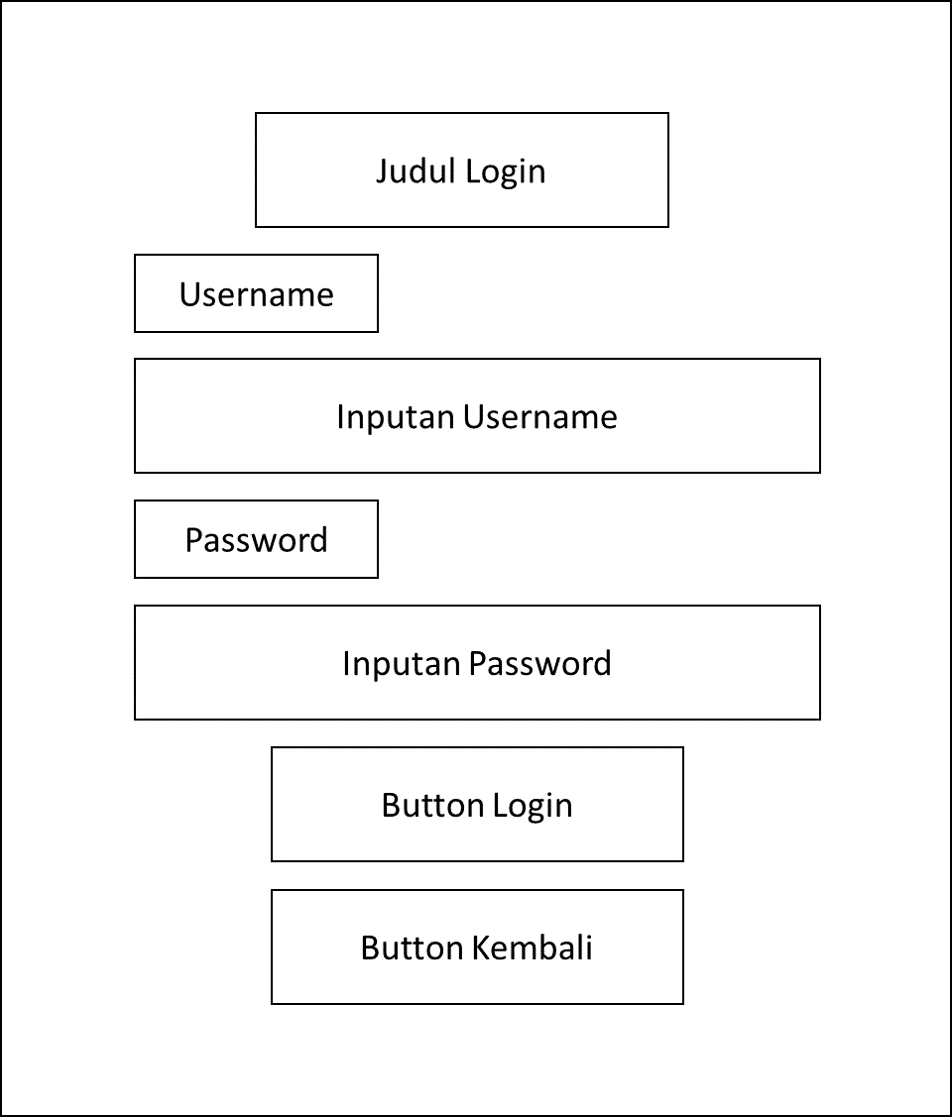 Judul Login
Username
Inputan Username
Password
Inputan Password
Button Login
Button Kembali